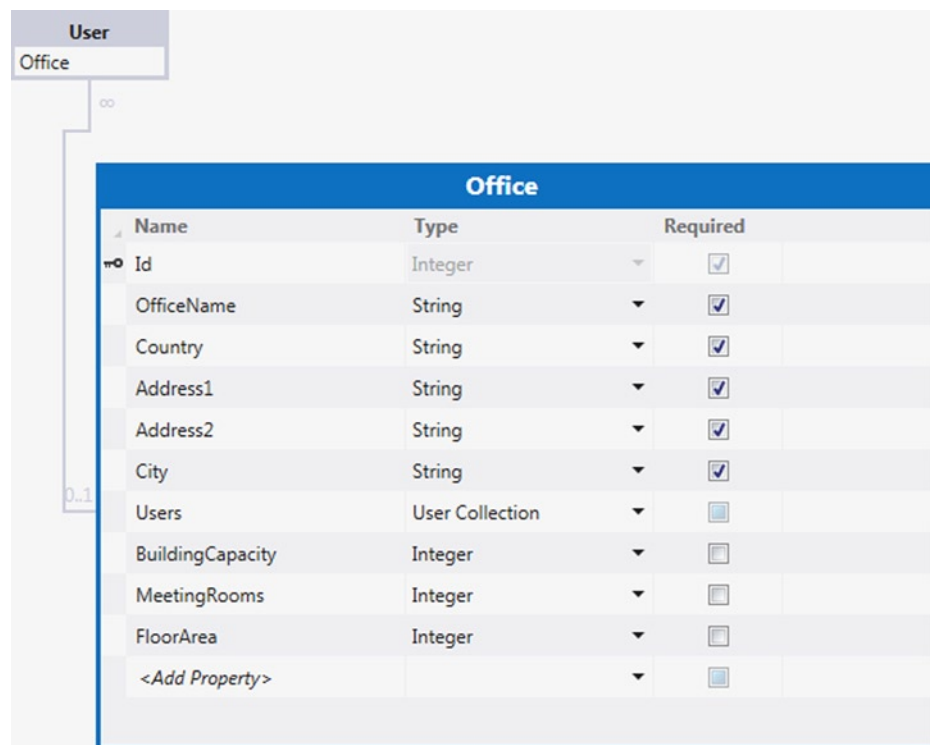 User
Office
∞
Office
Name Type Required
Id Integer
OfficeName String
Country String
Address1 String
Address2 String
City String
0..1
Users User Collection
BuildingCapacity Integer
MeetingRooms Integer
FloorArea Integer
<Add Property>